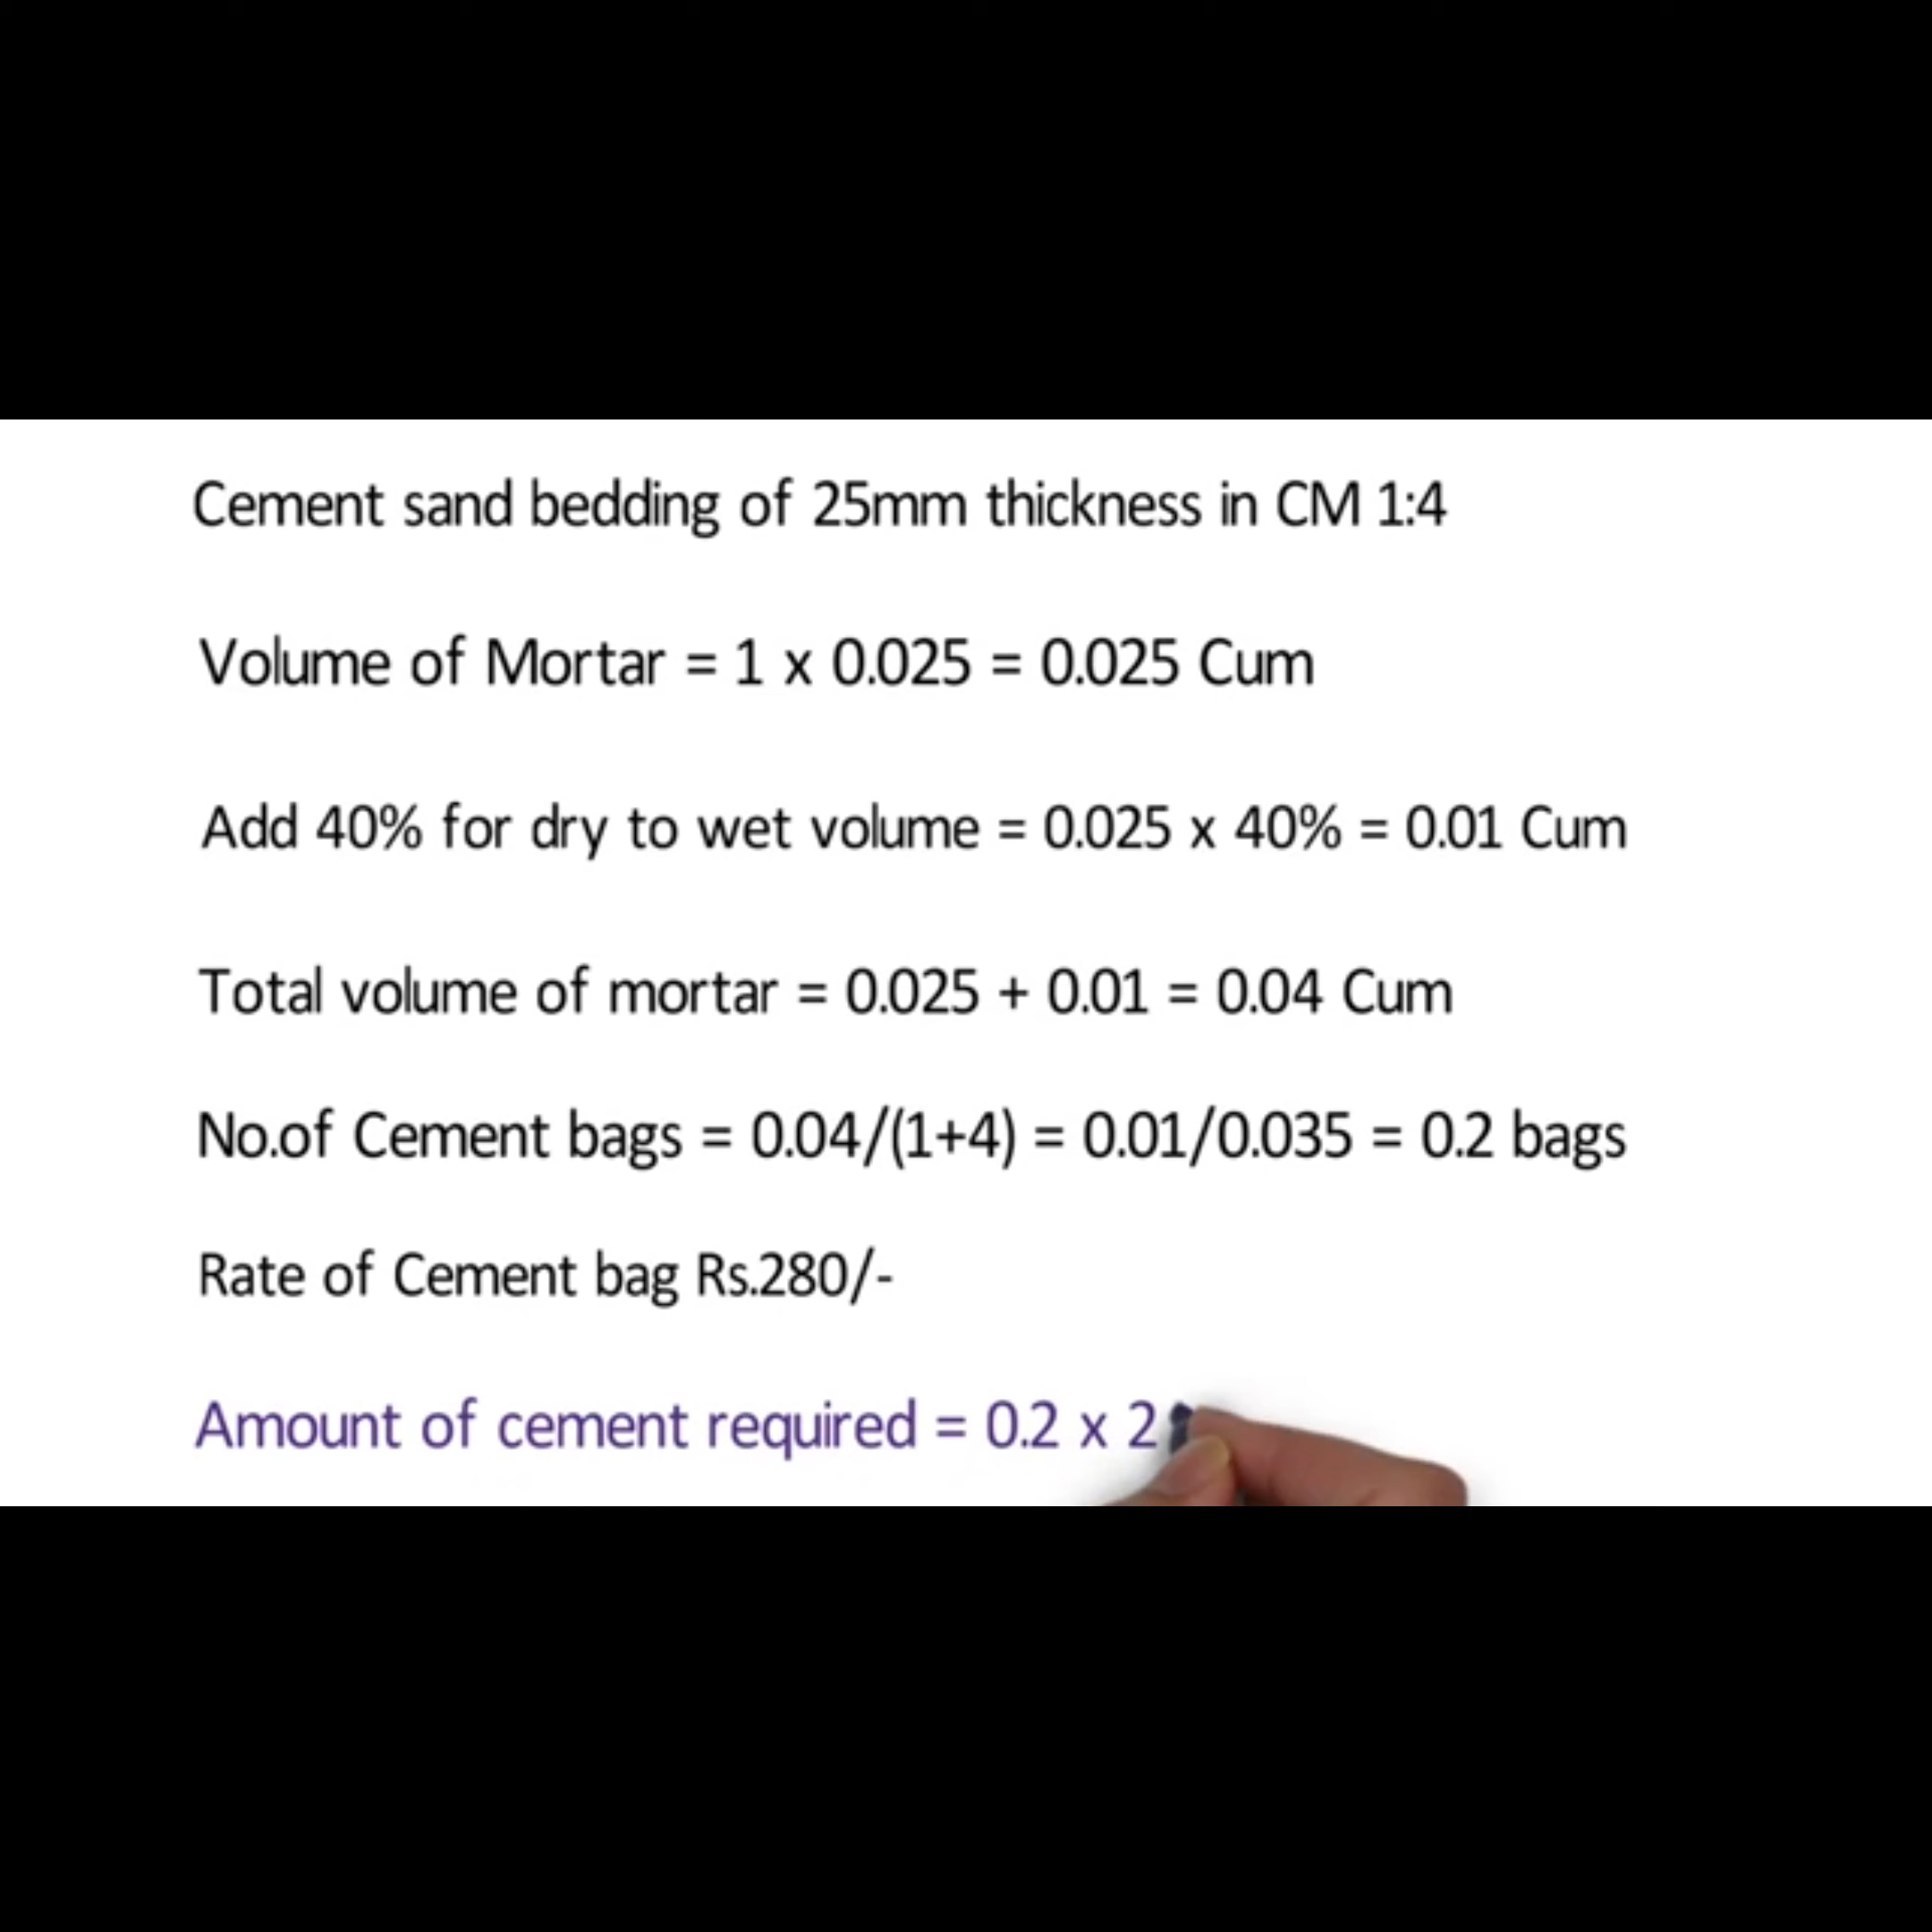 Cement sand bedding of 25mm thickness in CM 1:4
Volume of Mortar = 1 x 0.025 = 0.025 Cum
Add 40% for dry to wet volume = 0.025 x 40% = 0.01 Cum
Total volume of mortar = 0.025 + 0.01 = 0.04 Cum
No.of Cement bags = 0.04/(1+4) = 0.01/0.035 = 0.2 bags
Rate of Cement bag Rs.280/-
Amount of cement required = 0.2 x 2